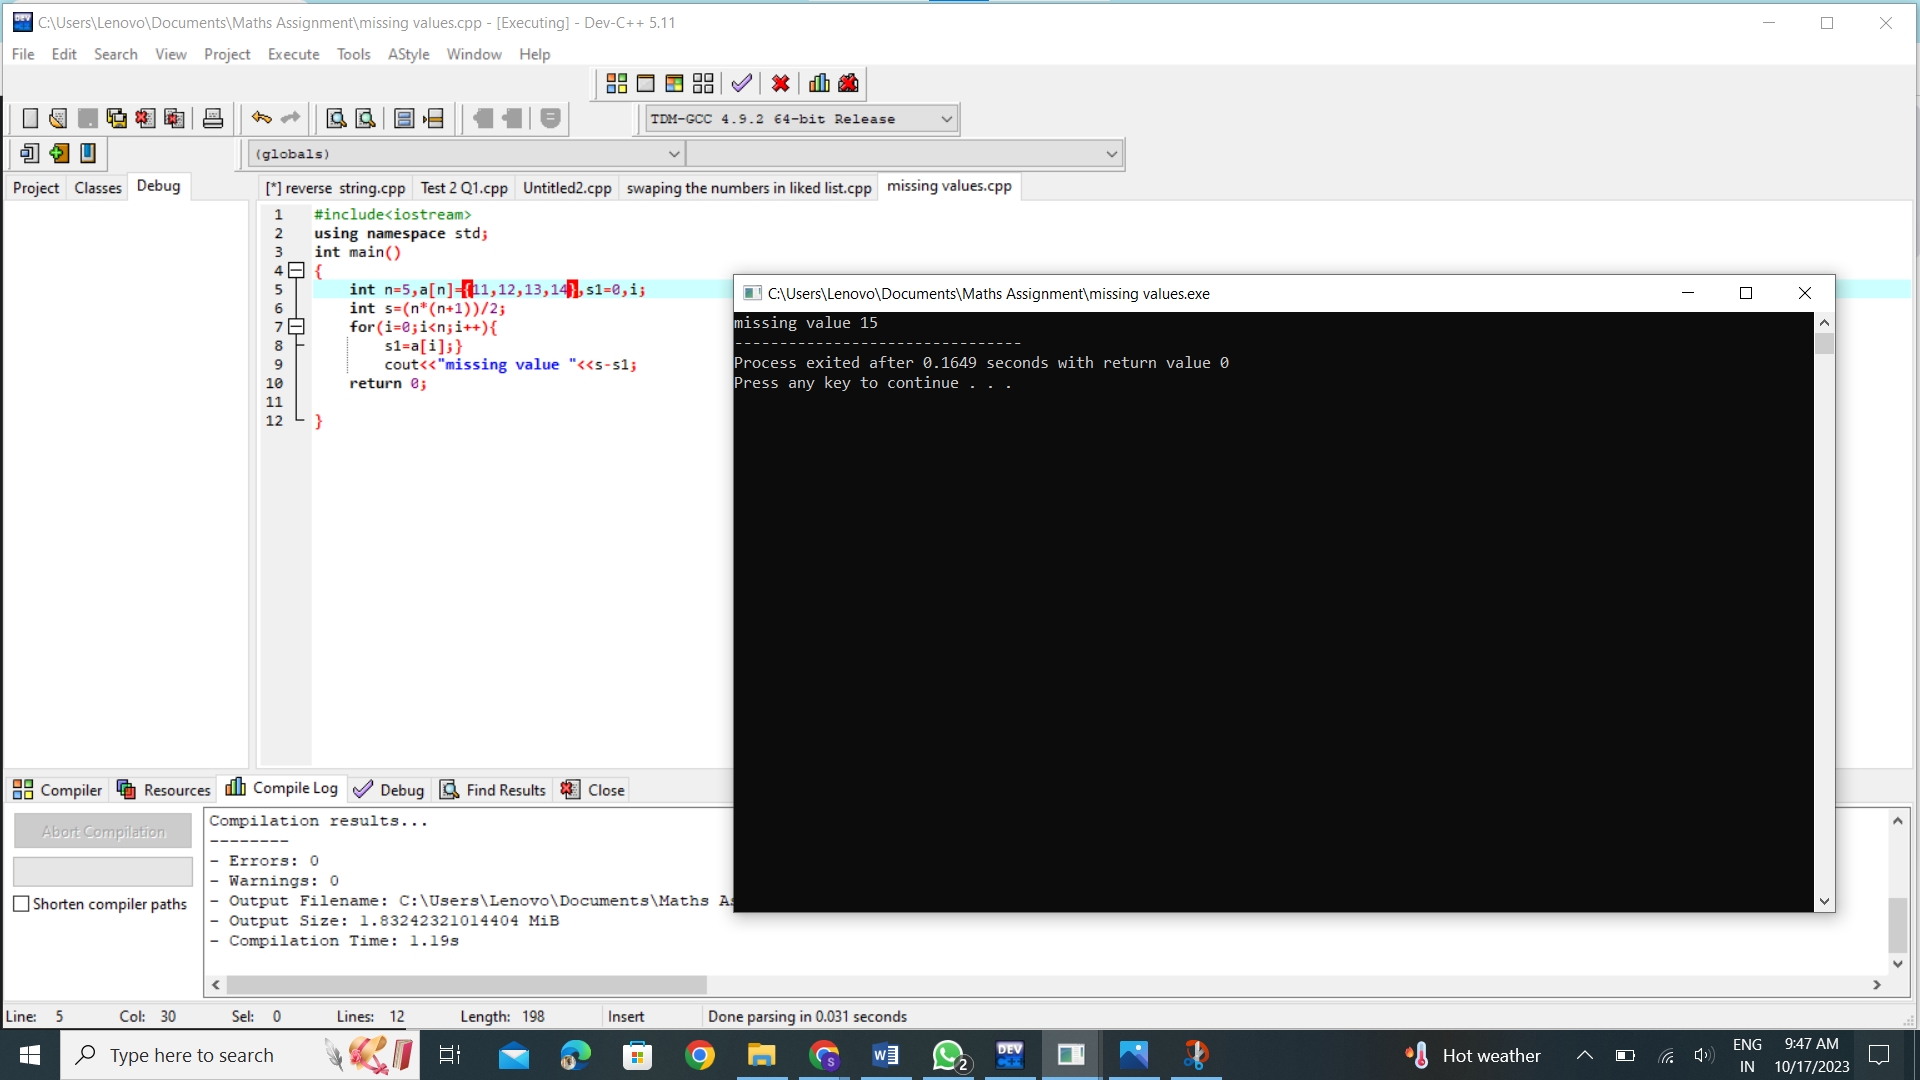 C:\Users\Lenovo\Documents\Maths Assignment\missing values.cpp - [Executing] - Dev-C++ 5.11
File Edit Search View Project Execute Tools AStyle Window Help
TDM-GCC 4.9.2 64-bit Release
(globals)
Project Classes Debug
[*] reverse string.cpp Test 2 Q1.cpp Untitled2.cpp swaping the numbers in liked list.cpp missing values.cpp
1 #include<iostream>
2 using namespace std;
3 int main()
4 {
5 int n=5,a[n]={11,12,13,14},s1=0,i;
6 int s=(n*(n+1))/2;
7 for(i=0;i<n;i++){
8 s1=a[i];}
9 cout<<"missing value "<<s-s1;
10 return 0;
11
12 }
C:\Users\Lenovo\Documents\Maths Assignment\missing values.exe
missing value 15
--------------------------------
Process exited after 0.1649 seconds with return value 0
Press any key to continue . . .
Compiler Resources Compile Log Debug Find Results Close
Abort Compilation
Shorten compiler paths
Compilation results...
--------
- Errors: 0
- Warnings: 0
- Output Filename: C:\Users\Lenovo\Documents\Maths As
- Output Size: 1.83242321014404 MiB
- Compilation Time: 1.19s
Line: 5 Col: 30 Sel: 0 Lines: 12 Length: 198 Insert Done parsing in 0.031 seconds
Type here to search
2
DEV C++
Hot weather
ENG
IN
9:47 AM
10/17/2023